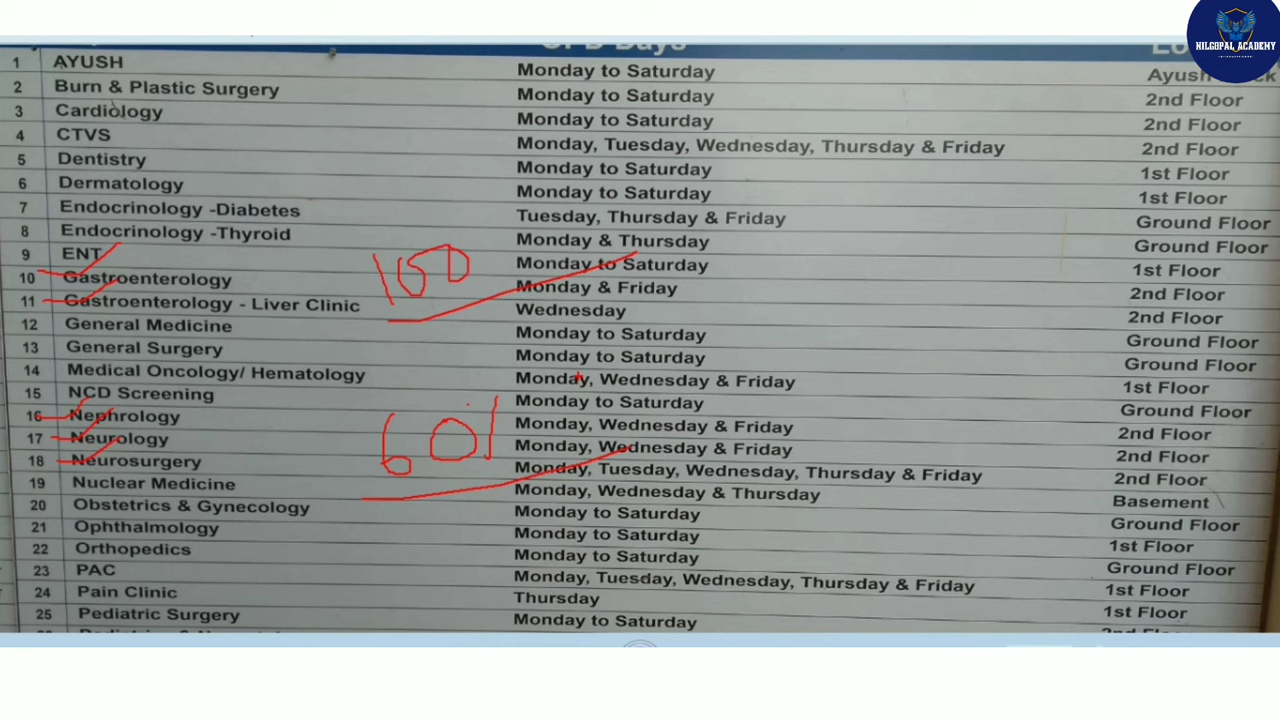 NILGOPAL ACADEMY
OPD Days
1 AYUSH Monday to Saturday Ayush
2 Burn & Plastic Surgery Monday to Saturday 2nd Floor
3 Cardiology Monday to Saturday 2nd Floor
4 CTVS Monday, Tuesday, Wednesday, Thursday & Friday 2nd Floor
5 Dentistry Monday to Saturday 1st Floor
6 Dermatology Monday to Saturday 1st Floor
7 Endocrinology -Diabetes Tuesday, Thursday & Friday Ground Floor
8 Endocrinology -Thyroid Monday & Thursday Ground Floor
9 ENT Monday to Saturday 1st Floor
10 Gastroenterology Monday & Friday 2nd Floor
11 Gastroenterology - Liver Clinic Wednesday 2nd Floor
100
12 General Medicine Monday to Saturday Ground Floor
13 General Surgery Monday to Saturday Ground Floor
14 Medical Oncology/ Hematology Monday, Wednesday & Friday 1st Floor
15 NCD Screening Monday to Saturday Ground Floor
16 Nephrology Monday, Wednesday & Friday 2nd Floor
17 Neurology Monday, Wednesday & Friday 2nd Floor
60
18 Neurosurgery Monday, Tuesday, Wednesday, Thursday & Friday 2nd Floor
19 Nuclear Medicine Monday, Wednesday & Thursday Basement
20 Obstetrics & Gynecology Monday to Saturday Ground Floor
21 Ophthalmology Monday to Saturday 1st Floor
22 Orthopedics Monday to Saturday Ground Floor
23 PAC Monday, Tuesday, Wednesday, Thursday & Friday 1st Floor
24 Pain Clinic Thursday 1st Floor
25 Pediatric Surgery Monday to Saturday 2nd Floor